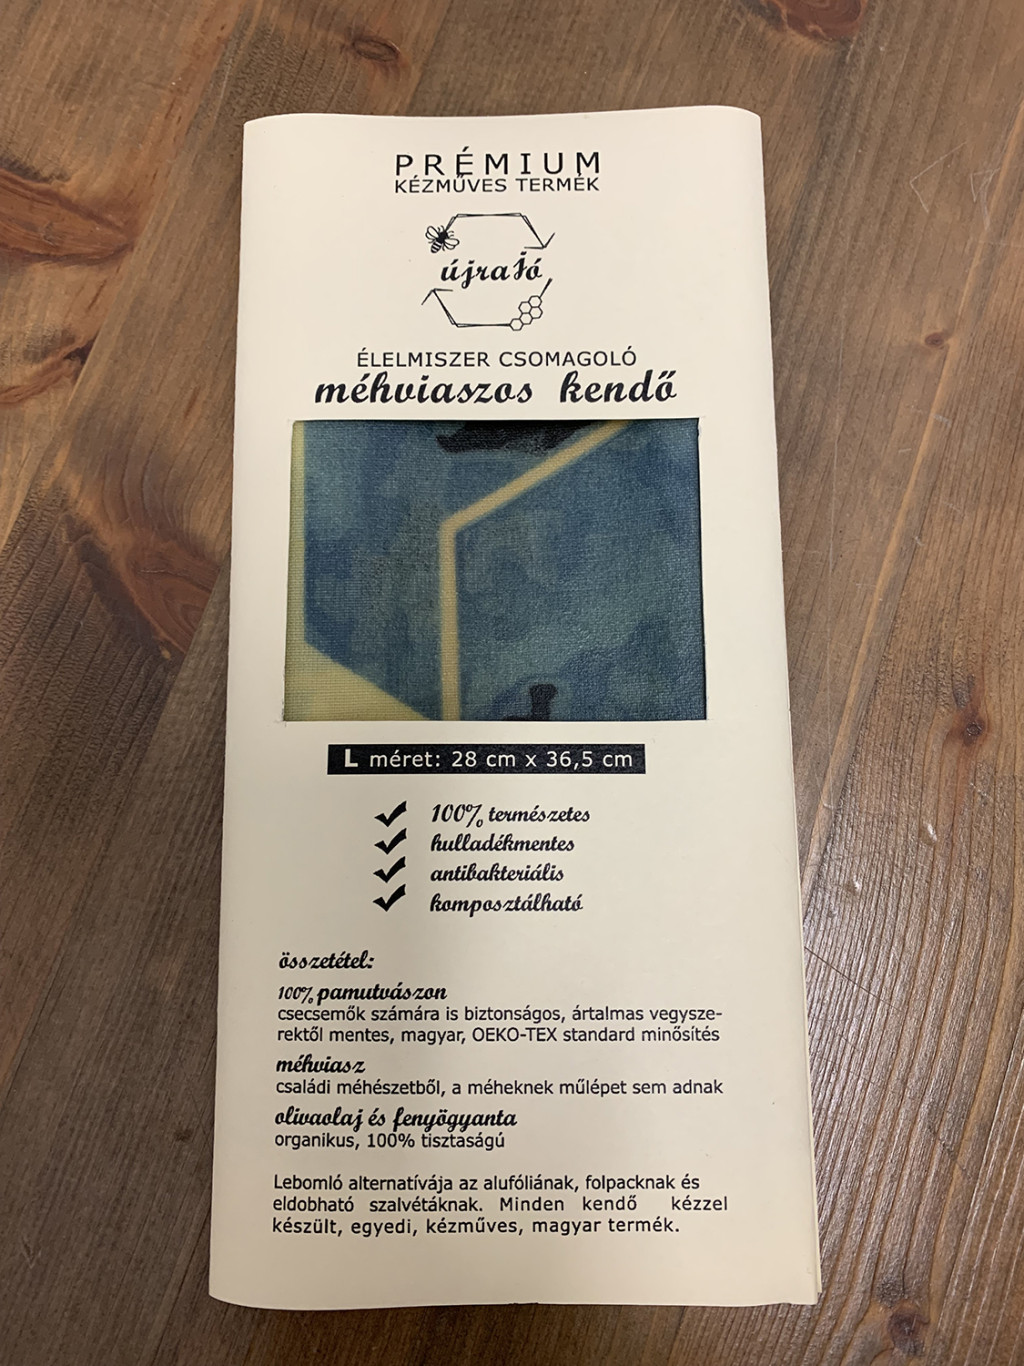 PRÉMIUM
KÉZMŰVES TERMÉK
újraJó
ÉLELMISZER CSOMAGOLÓ
méhviaszos kendő
L méret: 28 cm x 36,5 cm
100% természetes
hulladékmentes
antibakteriális
komposztálható
összetétel:
100% pamutvászon
csecsemők számára is biztonságos, ártalmas vegysze-
rektől mentes, magyar, OEKO-TEX standard minősítés
méhviasz
családi méhészetből, a méheknek műlépet sem adnak
olivaolaj és fenyőgyanta
organikus, 100% tisztaságú
Lebomló alternatívája az alufóliának, folpacknak és
eldobható szalvétáknak. Minden kendő kézzel
készült, egyedi, kézműves, magyar termék.